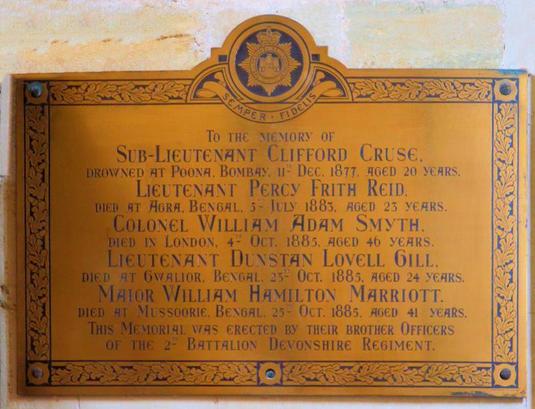 SEMPER · FIDELIS
TO THE MEMORY OF
SUB-LIEUTENANT CLIFFORD CRUSE,
DROWNED AT POONA, BOMBAY, 11TH DEC. 1877, AGED 20 YEARS.
LIEUTENANT PERCY FRITH REID,
DIED AT AGRA, BENGAL, 5TH JULY 1883, AGED 23 YEARS.
COLONEL WILLIAM ADAM SMYTH,
DIED IN LONDON, 4TH OCT. 1885, AGED 46 YEARS.
LIEUTENANT DUNSTAN LOVELL GILL,
DIED AT GWALIOR, BENGAL, 23RD OCT. 1885, AGED 24 YEARS.
MAJOR WILLIAM HAMILTON MARRIOTT.
DIED AT MUSSOORIE, BENGAL, 25TH OCT. 1885, AGED 41 YEARS.
THIS MEMORIAL WAS ERECTED BY THEIR BROTHER OFFICERS
OF THE 2ND BATTALION DEVONSHIRE REGIMENT.